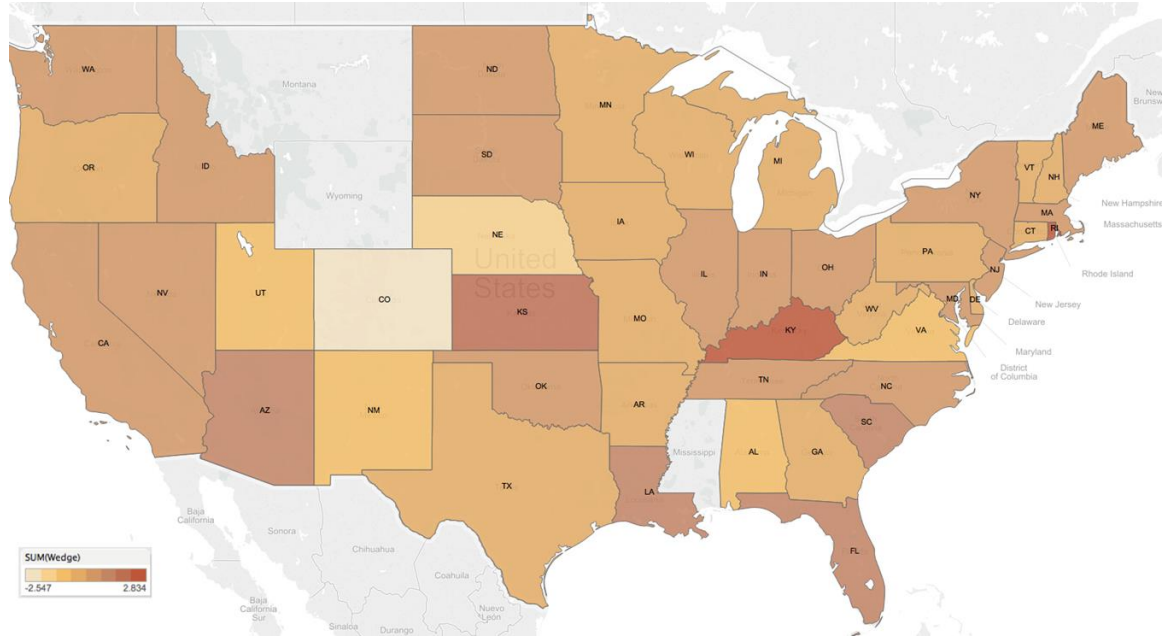 WA
Montana
ND
MN
ME
New
Brunsw
OR
ID
SD
WI
MI
VT
NH
Wyoming
NY
New Hampshire
MA
Massachusetts
NE
IA
CT
RI
PA
United
States
IL
IN
OH
NJ
Rhode Island
NV
UT
CO
KS
MO
WV
MD
DE
New Jersey
CA
KY
VA
Delaware
Maryland
District
of Columbia
AZ
NM
OK
AR
TN
NC
SC
Mississippi
AL
GA
TX
LA
Baja
California
Sonora
Chihuahua
FL
SUM(Wedge)
-2.547
2.834
Coahuila
Baja
California
Sur
Nuevo
León
Sinaloa
Durango